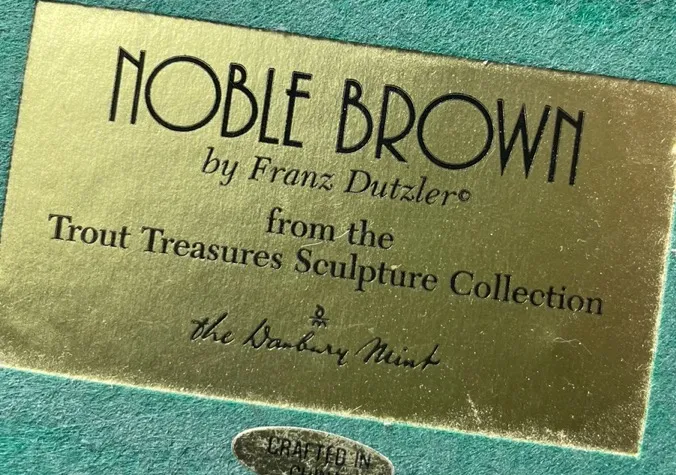 NOBLE BROWN
by Franz Dutzler©
from the
Trout Treasures Sculpture Collection
the Danbury Mint
CRAFTED IN